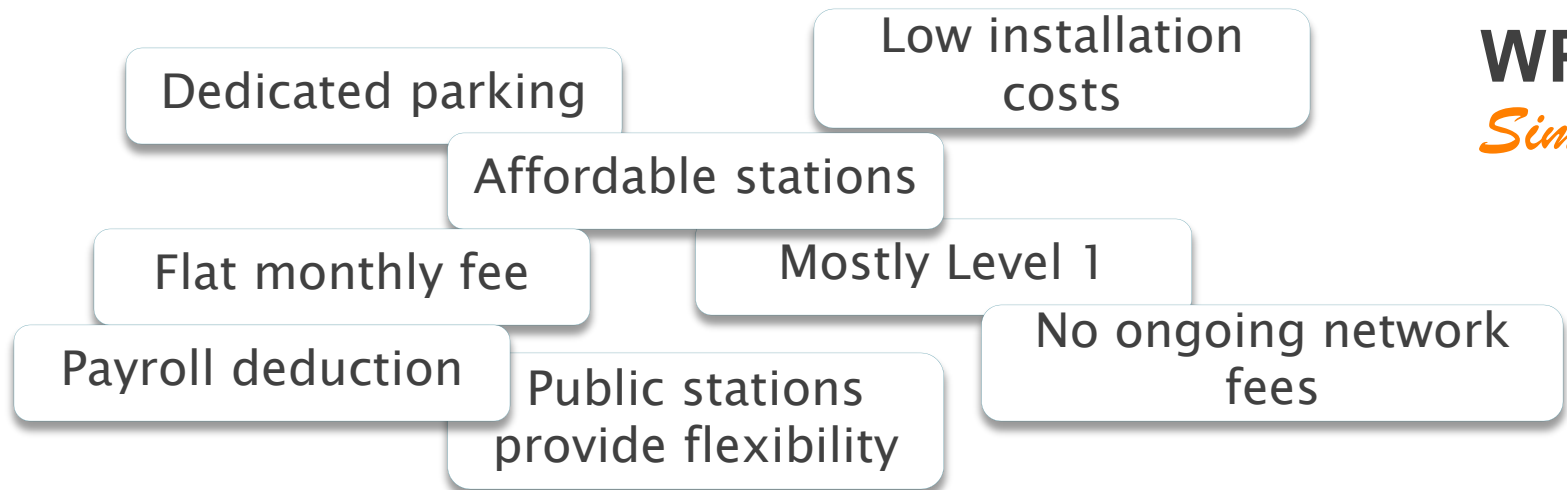 Low installation
costs
Dedicated parking
Affordable stations
Flat monthly fee
Mostly Level 1
No ongoing network
fees
Payroll deduction
Public stations
provide flexibility